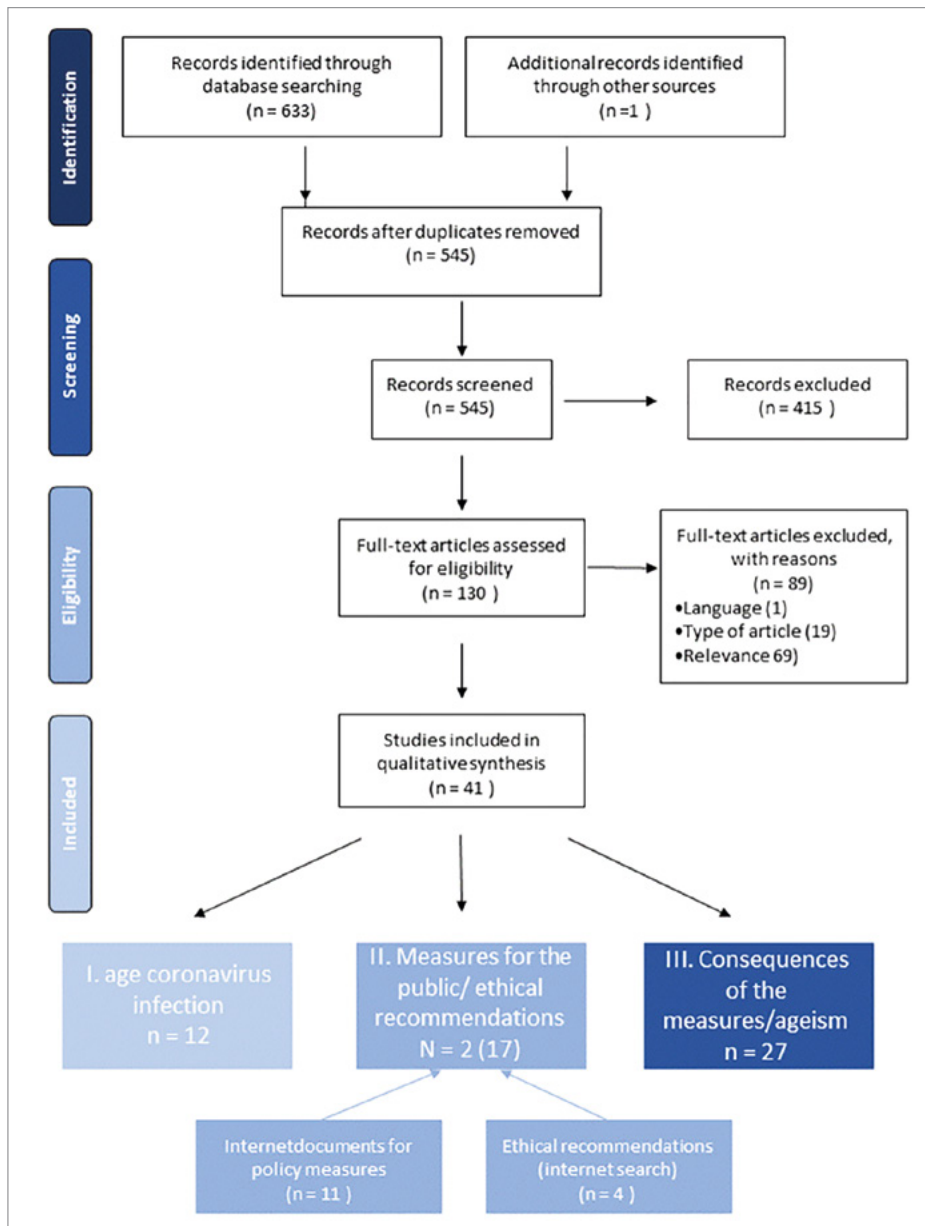 Identification
Records identified through
database searching
(n = 633)
Additional records identified
through other sources
(n =1 )
Records after duplicates removed
(n = 545)
Screening
Records screened
(n = 545)
Records excluded
(n = 415 )
Eligibility
Full-text articles assessed
for eligibility
(n = 130 )
Full-text articles excluded,
with reasons
(n = 89)
•Language (1)
•Type of article (19)
•Relevance 69)
Included
Studies included in
qualitative synthesis
(n = 41 )
I. age coronavirus
infection
n = 12
II. Measures for the
public/ ethical
recommendations
N = 2 (17)
III. Consequences
of the
measures/ageism
n = 27
Internetdocuments for
policy measures
(n = 11 )
Ethical recommendations
(internet search)
(n = 4 )